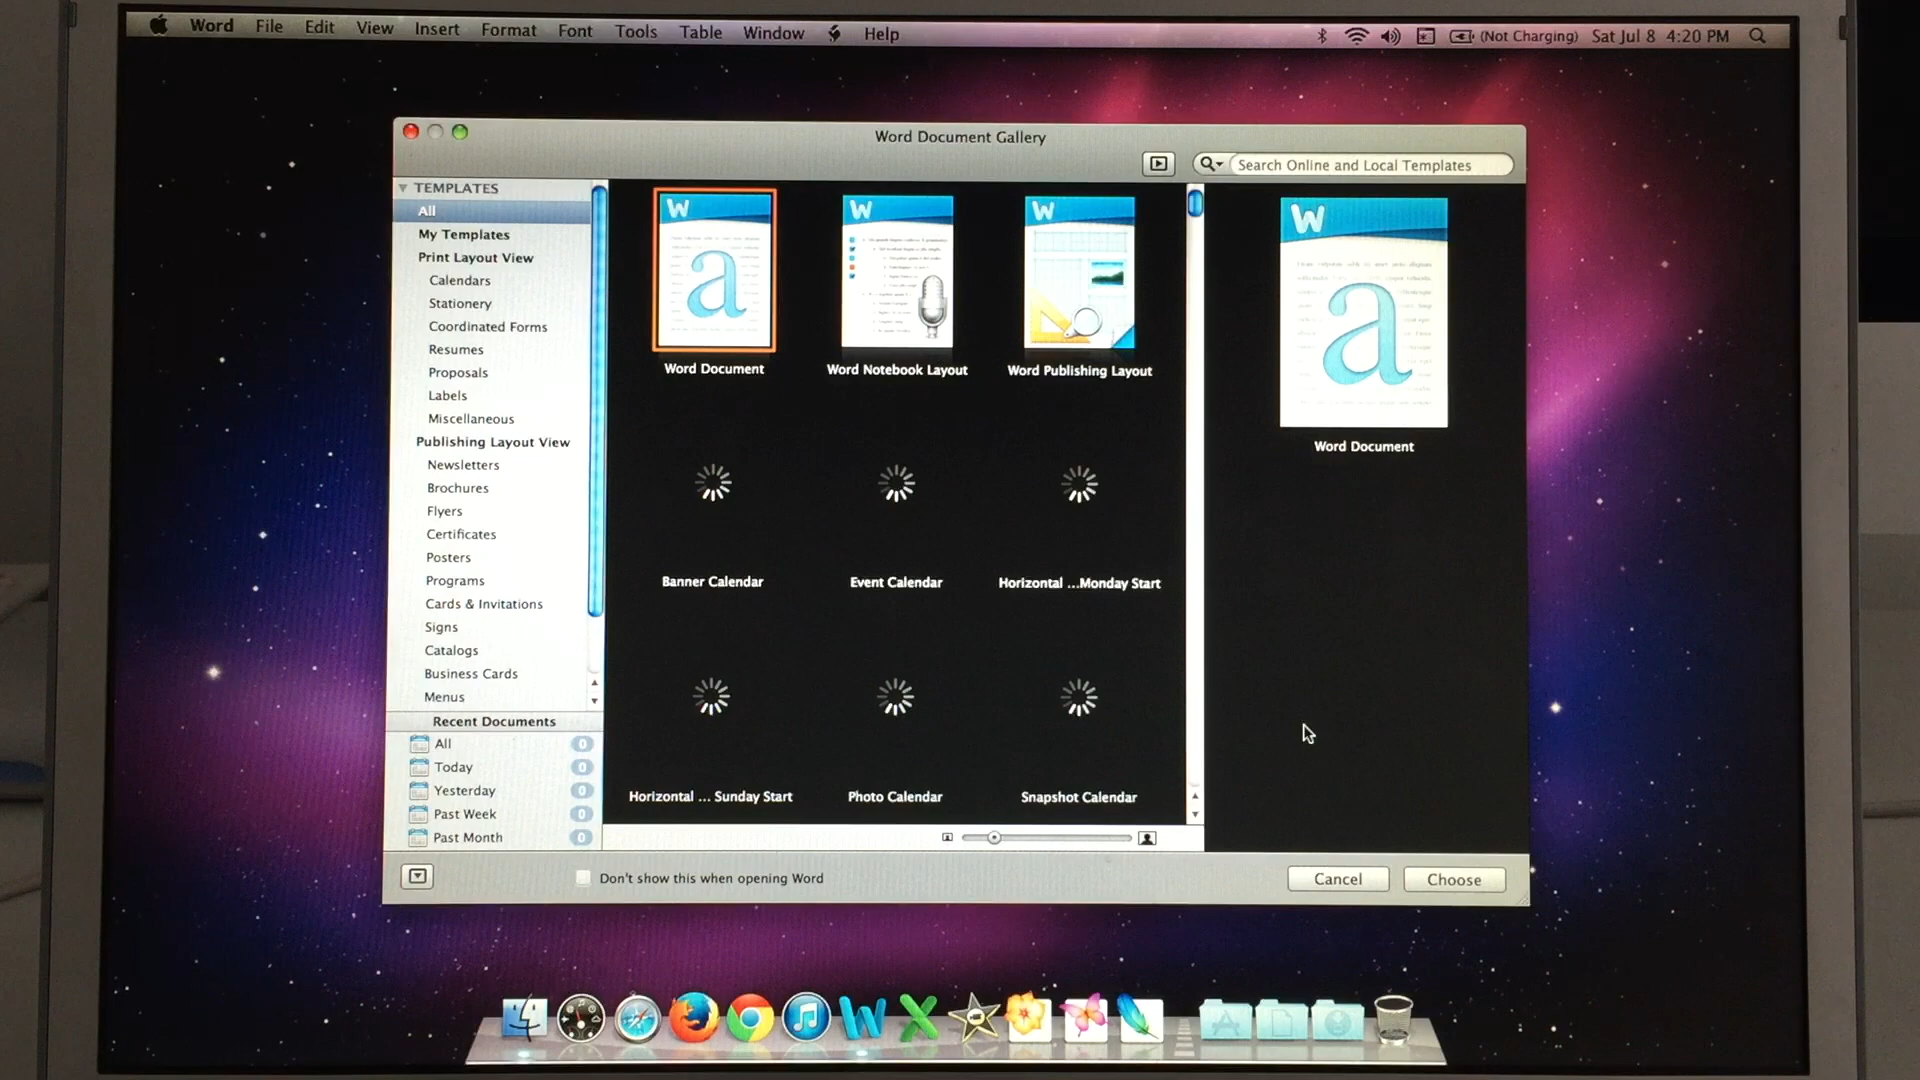 Word File Edit View Insert Format Font Tools Table Window Help (Not Charging) Sat Jul 8 4:20 PM
Word Document Gallery
Search Online and Local Templates
TEMPLATES
All
My Templates
Print Layout View
Calendars
Stationery
Coordinated Forms
Resumes
Proposals
Labels
Miscellaneous
Publishing Layout View
Newsletters
Brochures
Flyers
Certificates
Posters
Programs
Cards & Invitations
Signs
Catalogs
Business Cards
Menus
Recent Documents
All 0
Today 0
Yesterday 0
Past Week 0
Past Month 0
W W W
a
Word Document Word Notebook Layout Word Publishing Layout
Banner Calendar Event Calendar Horizontal ...Monday Start
Horizontal ... Sunday Start Photo Calendar Snapshot Calendar
W
a
Word Document
Don't show this when opening Word
Cancel Choose